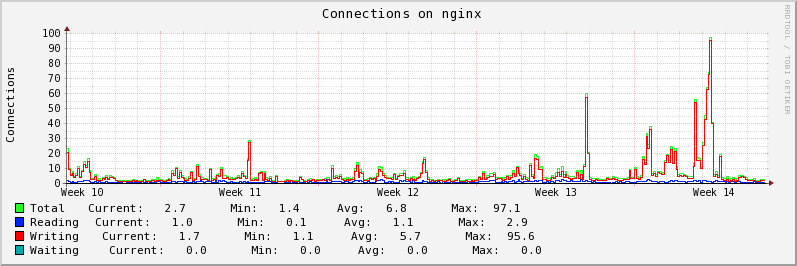 Connections on nginx
RRDTOOL / TOBI OETIKER
Connections
100
90
80
70
60
50
40
30
20
10
0
Week 10 Week 11 Week 12 Week 13 Week 14
Total Current: 2.7 Min: 1.4 Avg: 6.8 Max: 97.1
Reading Current: 1.0 Min: 0.1 Avg: 1.1 Max: 2.9
Writing Current: 1.7 Min: 1.1 Avg: 5.7 Max: 95.6
Waiting Current: 0.0 Min: 0.0 Avg: 0.0 Max: 0.0